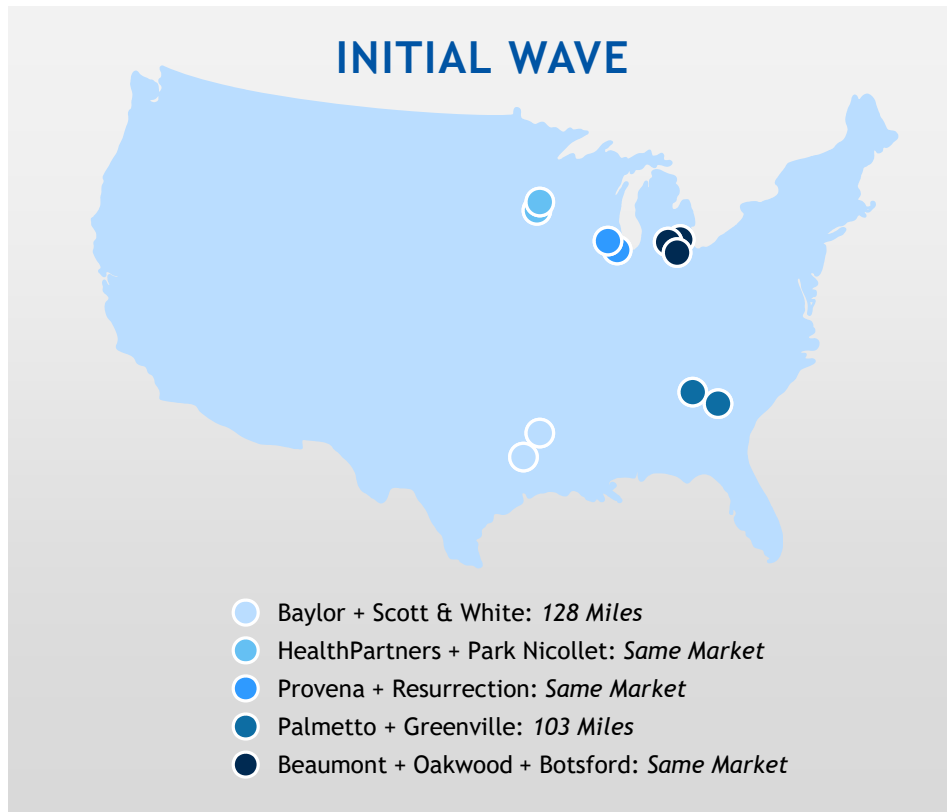 INITIAL WAVE
Baylor + Scott & White: 128 Miles
HealthPartners + Park Nicollet: Same Market
Provena + Resurrection: Same Market
Palmetto + Greenville: 103 Miles
Beaumont + Oakwood + Botsford: Same Market